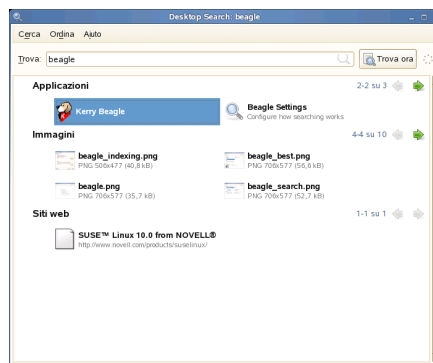 Desktop Search: beagle
Cerca Ordina Aiuto
Trova: beagle Trova ora
Applicazioni 2-2 su 3
Kerry Beagle
Beagle Settings
Configure how searching works
Immagini 4-4 su 10
beagle_indexing.png
PNG 506x477 (40,8 kB)
beagle_best.png
PNG 706x577 (56,6 kB)
beagle.png
PNG 706x577 (35,7 kB)
beagle_search.png
PNG 706x577 (52,7 kB)
Siti web 1-1 su 1
SUSE™ Linux 10.0 from NOVELL®
http://www.novell.com/products/suselinux/